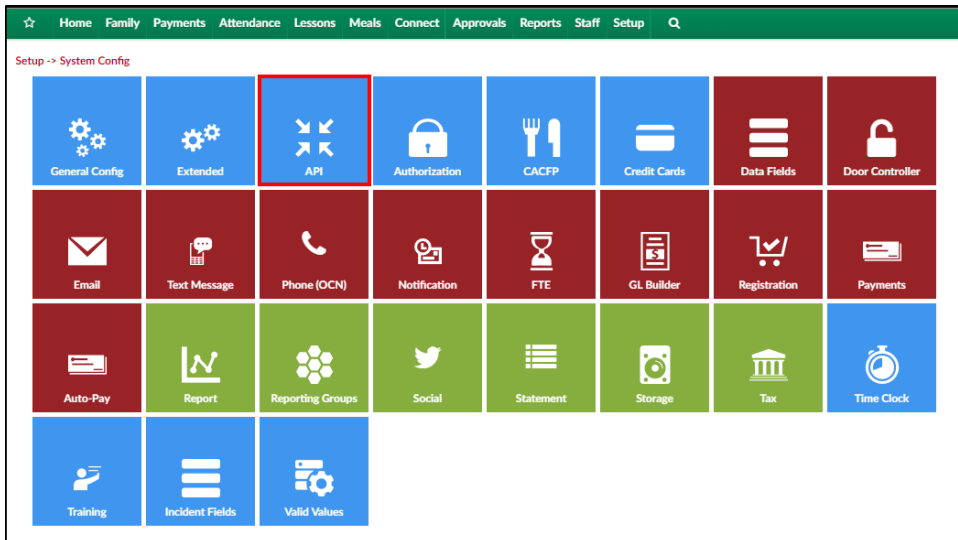 Home Family Payments Attendance Lessons Meals Connect Approvals Reports Staff Setup
Setup -> System Config
General Config Extended API Authorization CACFP Credit Cards Data Fields Door Controller
Email Text Message Phone (OCN) Notification FTE GL Builder Registration Payments
Auto-Pay Report Reporting Groups Social Statement Storage Tax Time Clock
Training Incident Fields Valid Values